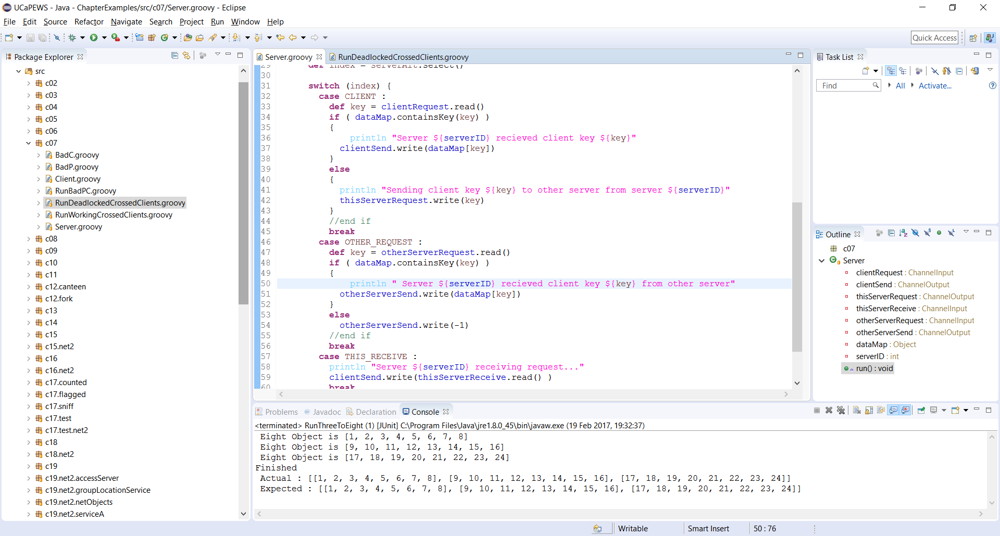 UCaPEWS - Java - ChapterExamples/src/c07/Server.groovy - Eclipse
File Edit Source Refactor Navigate Search Project Run Window Help
Quick Access
Package Explorer
src
c02
c03
c04
c05
c06
c07
BadC.groovy
BadP.groovy
Client.groovy
RunBadPC.groovy
RunDeadlockedCrossedClients.groovy
RunWorkingCrossedClients.groovy
Server.groovy
c08
c09
c10
c11
c12.canteen
c12.fork
c13
c14
c15
c15.net2
c16
c16.net2
c17.counted
c17.flagged
c17.sniff
c17.test
c17.test.net2
c18
c18.net2
c19
c19.net2.accessServer
c19.net2.groupLocationService
c19.net2.netObjects
c19.net2.serviceA
Server.groovy RunDeadlockedCrossedClients.groovy
29 def index = serverAlt.select()
30
31 switch (index) {
32 case CLIENT :
33 def key = clientRequest.read()
34 if ( dataMap.containsKey(key) )
35 {
36 println "Server ${serverID} recieved client key ${key}"
37 clientSend.write(dataMap[key])
38 }
39 else
40 {
41 println "Sending client key ${key} to other server from server ${serverID}"
42 thisServerRequest.write(key)
43 }
44 //end if
45 break
46 case OTHER_REQUEST :
47 def key = otherServerRequest.read()
48 if ( dataMap.containsKey(key) )
49 {
50 println " Server ${serverID} recieved client key ${key} from other server"
51 otherServerSend.write(dataMap[key])
52 }
53 else
54 otherServerSend.write(-1)
55 //end if
56 break
57 case THIS_RECEIVE :
58 println "Server ${serverID} receiving request..."
59 clientSend.write(thisServerReceive.read() )
60 break
Task List
Find All Activate...
Outline
c07
Server
clientRequest : ChannelInput
clientSend : ChannelOutput
thisServerRequest : ChannelOutput
thisServerReceive : ChannelInput
otherServerRequest : ChannelInput
otherServerSend : ChannelOutput
dataMap : Object
serverID : int
run() : void
Problems @ Javadoc Declaration Console
<terminated> RunThreeToEight (1) [JUnit] C:\Program Files\Java\jre1.8.0_45\bin\javaw.exe (19 Feb 2017, 19:32:37)
Eight Object is [1, 2, 3, 4, 5, 6, 7, 8]
Eight Object is [9, 10, 11, 12, 13, 14, 15, 16]
Eight Object is [17, 18, 19, 20, 21, 22, 23, 24]
Finished
Actual : [[1, 2, 3, 4, 5, 6, 7, 8], [9, 10, 11, 12, 13, 14, 15, 16], [17, 18, 19, 20, 21, 22, 23, 24]]
Expected : [[1, 2, 3, 4, 5, 6, 7, 8], [9, 10, 11, 12, 13, 14, 15, 16], [17, 18, 19, 20, 21, 22, 23, 24]]
Writable Smart Insert 50 : 76